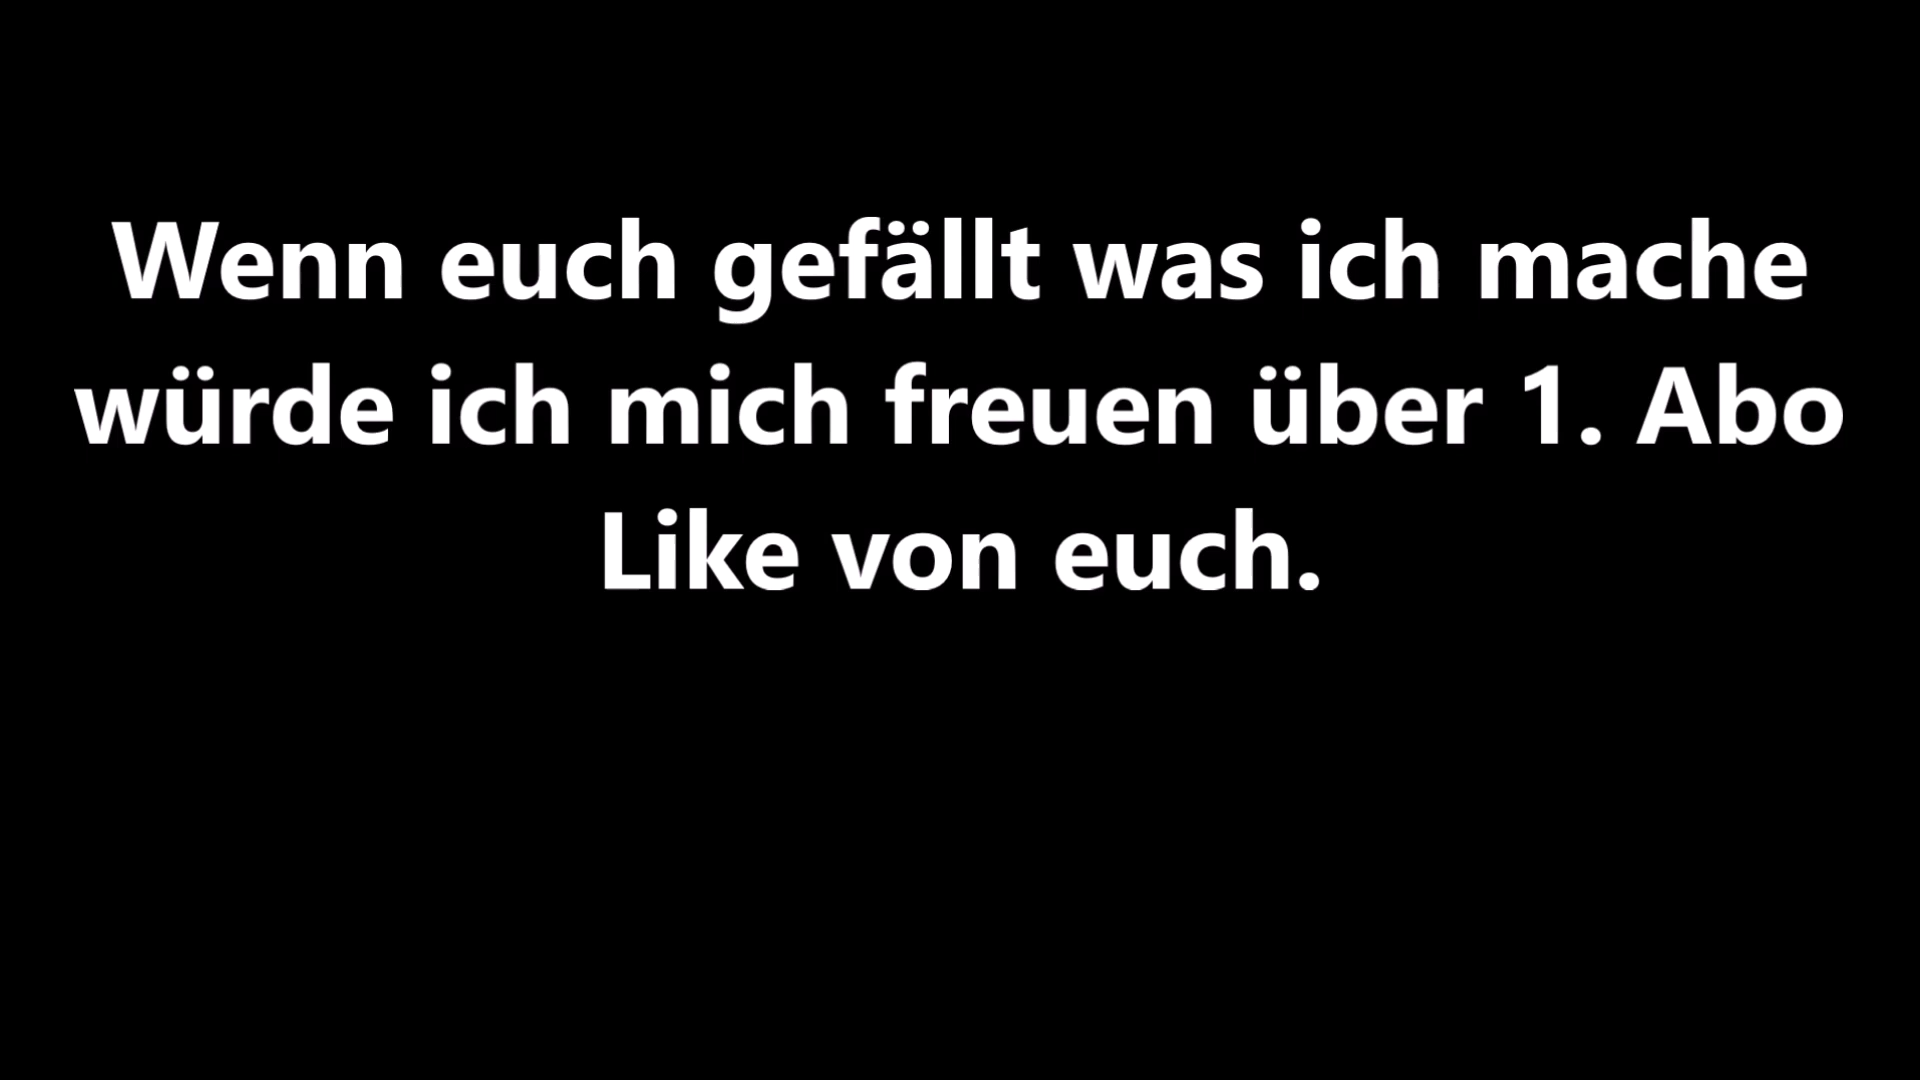 Wenn euch gefällt was ich mache
würde ich mich freuen über 1. Abo
Like von euch.